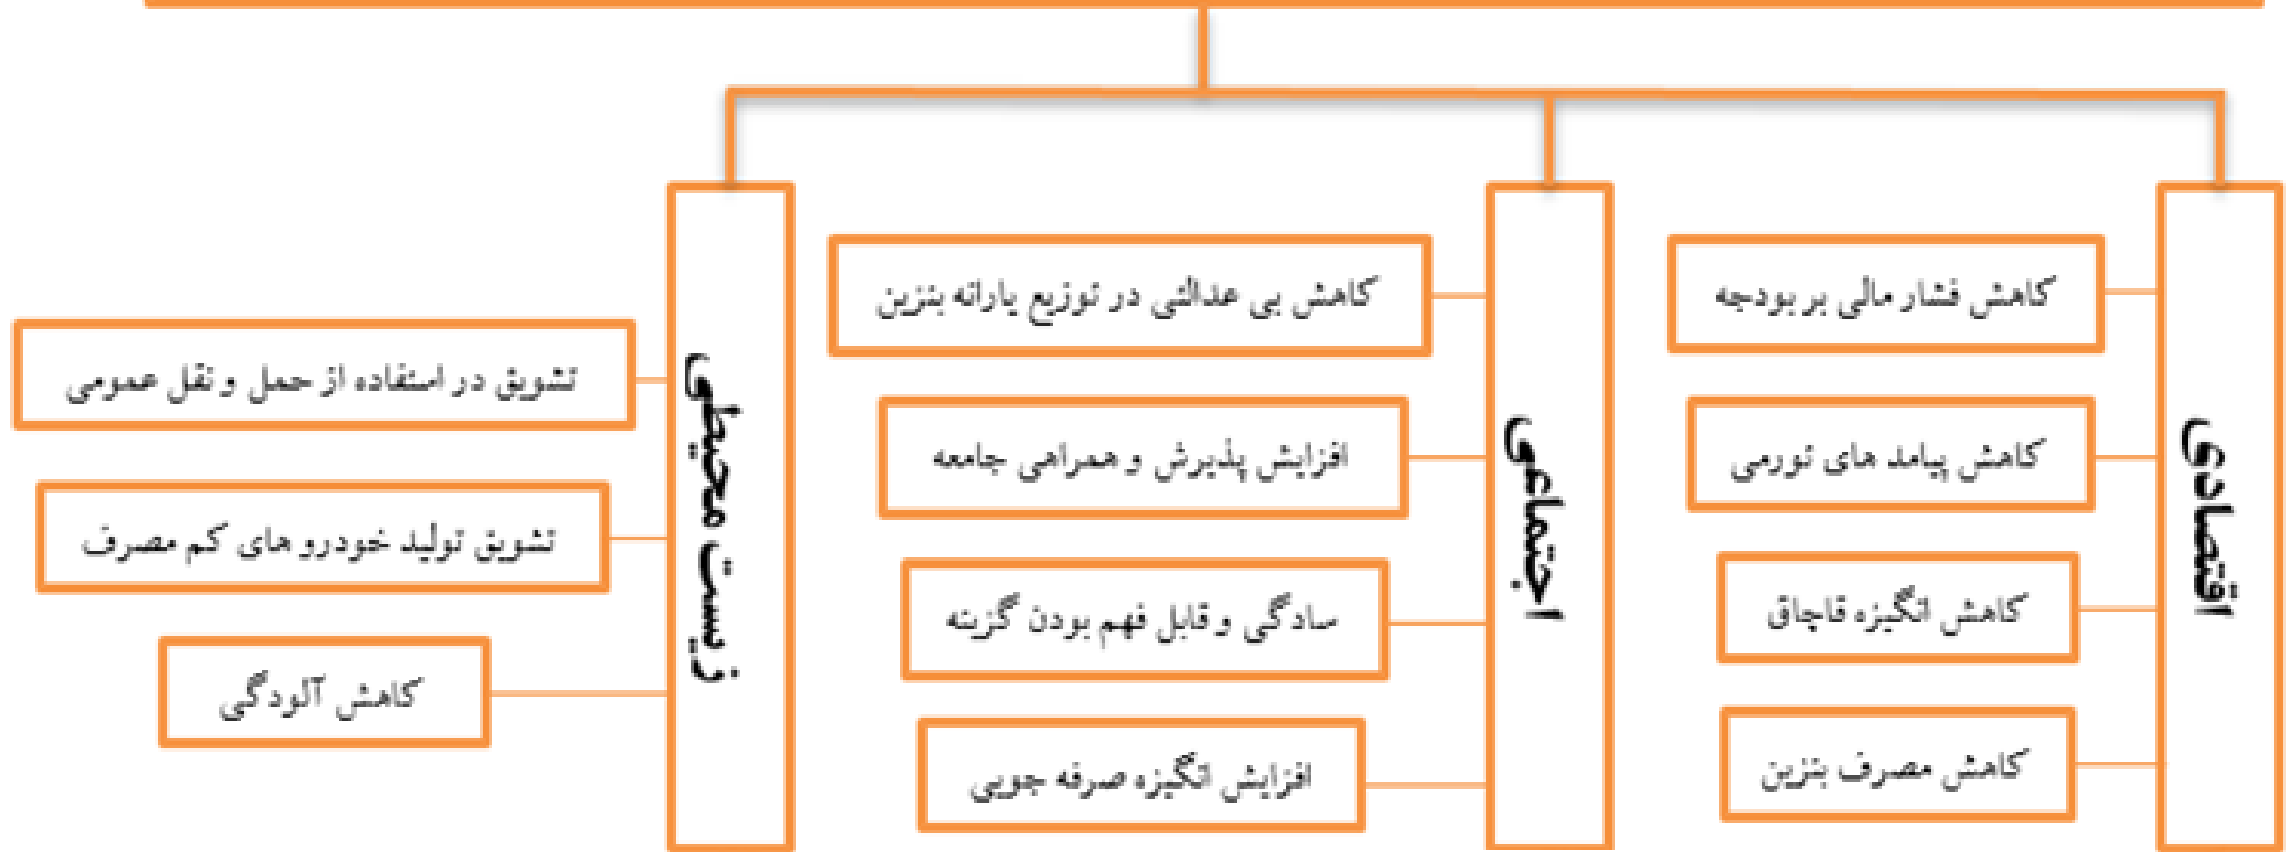 اقتصادی
کاهش فشار مالی بر بودجه
کاهش پیامد های تورمی
کاهش انگیزه قاچاق
کاهش مصرف بنزین
اجتماعی
کاهش بی عدالتی در توزیع یارانه بنزین
افزایش پذیرش و همراهی جامعه
سادگی و قابل فهم بودن گزینه
افزایش انگیزه صرفه جویی
زیست محیطی
تشویق در استفاده از حمل و نقل عمومی
تشویق تولید خودرو های کم مصرف
کاهش آلودگی